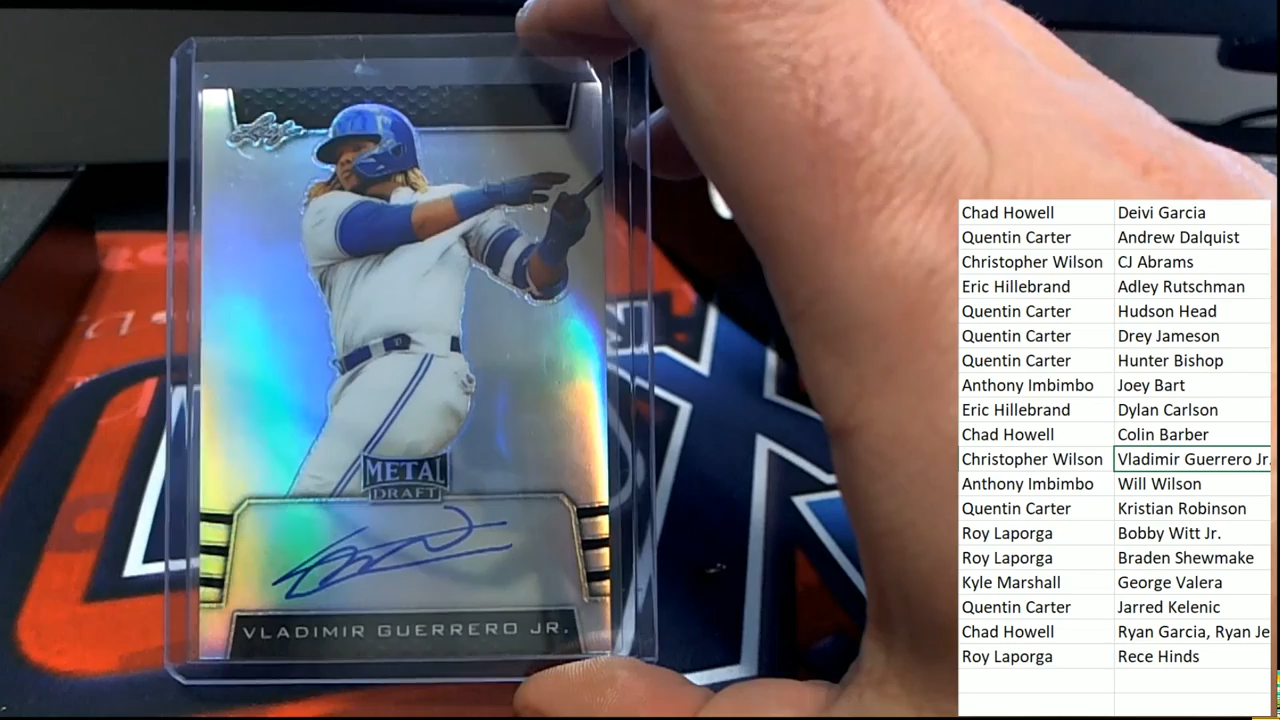 Leaf
METAL
DRAFT
VLADIMIR GUERRERO JR.
Chad Howell Deivi Garcia
Quentin Carter Andrew Dalquist
Christopher Wilson CJ Abrams
Eric Hillebrand Adley Rutschman
Quentin Carter Hudson Head
Quentin Carter Drey Jameson
Quentin Carter Hunter Bishop
Anthony Imbimbo Joey Bart
Eric Hillebrand Dylan Carlson
Chad Howell Colin Barber
Christopher Wilson Vladimir Guerrero Jr.
Anthony Imbimbo Will Wilson
Quentin Carter Kristian Robinson
Roy Laporga Bobby Witt Jr.
Roy Laporga Braden Shewmake
Kyle Marshall George Valera
Quentin Carter Jarred Kelenic
Chad Howell Ryan Garcia, Ryan Je
Roy Laporga Rece Hinds